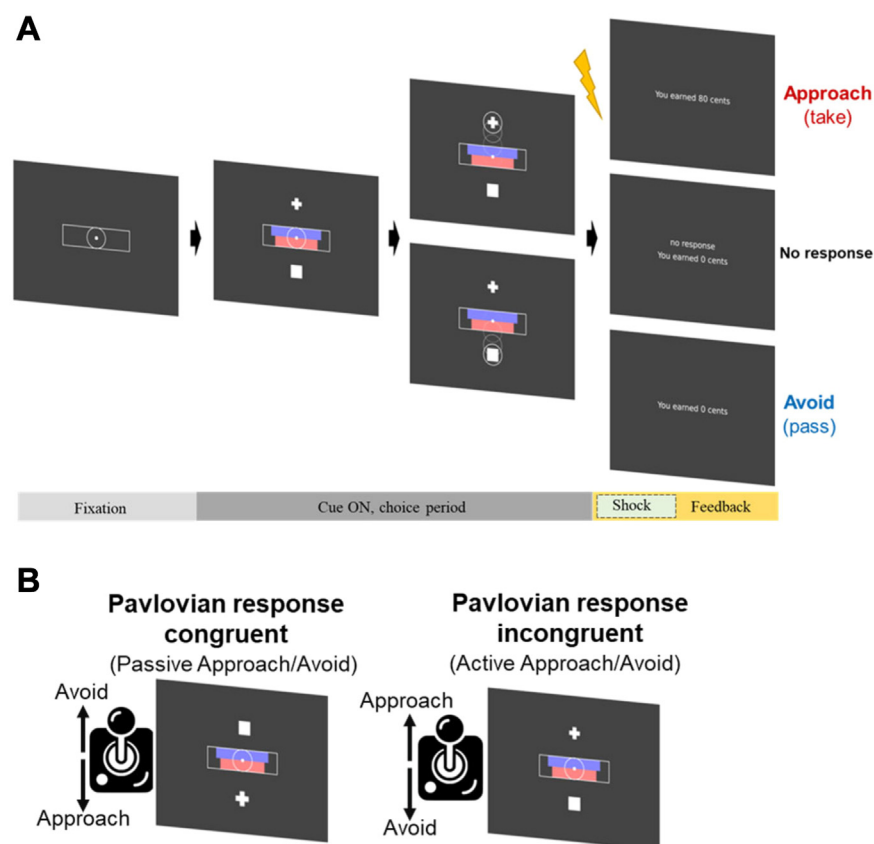 A
You earned 80 cents
Approach
(take)
no response
You earned 0 cents
No response
You earned 0 cents
Avoid
(pass)
Fixation
Cue ON, choice period
Shock
Feedback
B
Pavlovian response
congruent
(Passive Approach/Avoid)
Avoid
Approach
Pavlovian response
incongruent
(Active Approach/Avoid)
Approach
Avoid